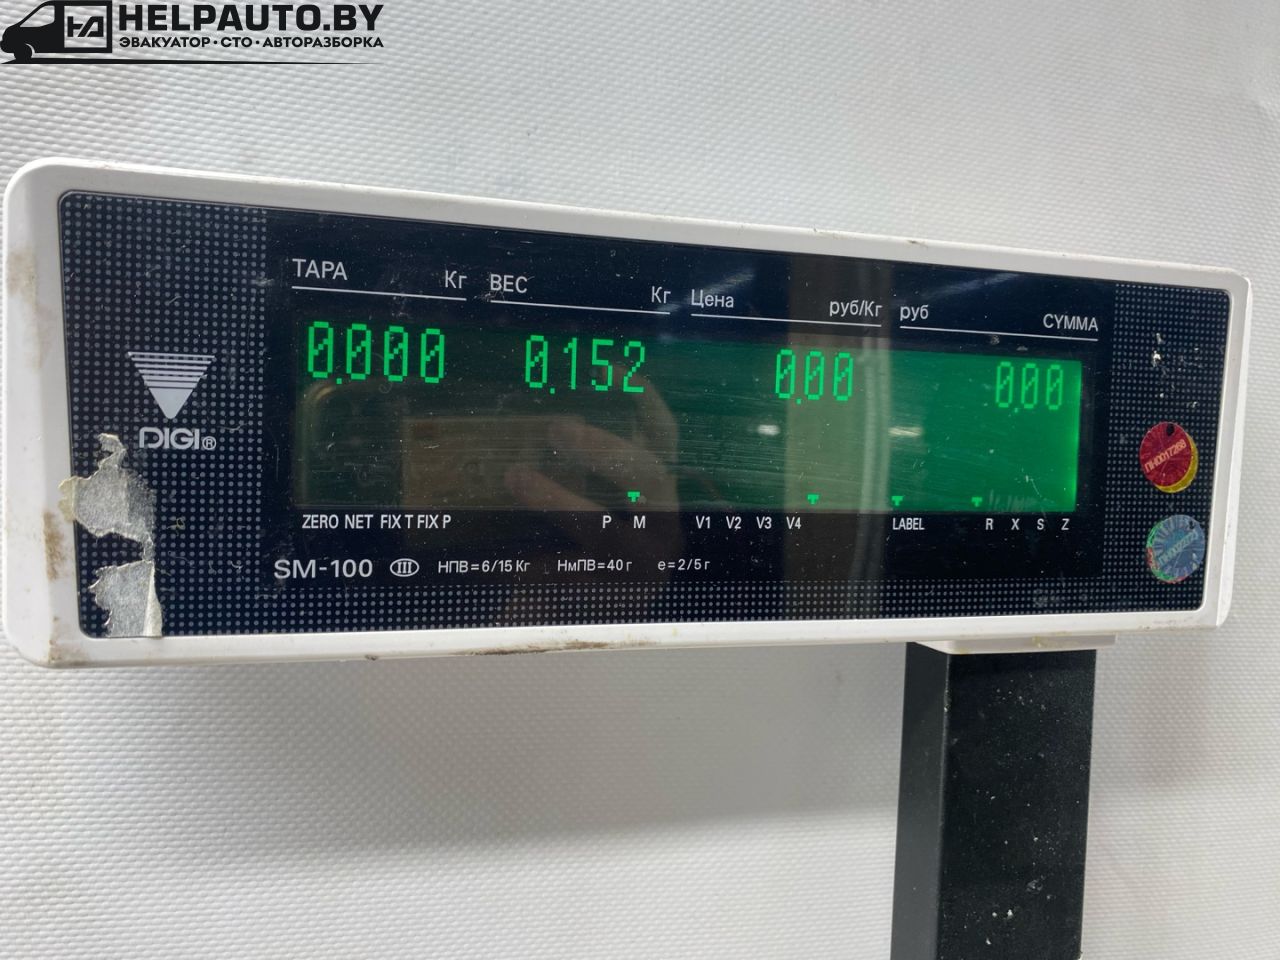 HELPAUTO.BY
ЭВАКУАТОР·СТО·АВТОРАЗБОРКА
ТАРА Кг ВЕС Кг Цена руб/Кг руб СУММА
0.000 0.152 0.00 0.00
DIGI®
ПН0017268
ZERO NET FIX T FIX P P M V1 V2 V3 V4 LABEL R X S Z
SM-100 III НПВ=6/15 Кг НмПВ=40 г е=2/5 г